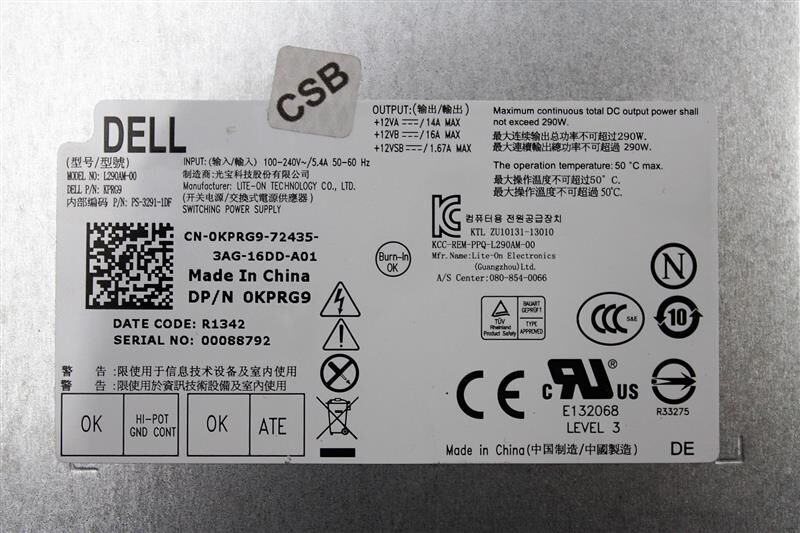 CSB
DELL
(型号/型號)
MODEL NO: L290AM-00
DELL P/N: KPRG9
内部编码 P/N: PS-3291-1DF
INPUT: (输入/輸入) 100-240V~/5.4A 50-60 Hz
制造商:光宝科技股份有限公司
Manufacturer: LITE-ON TECHNOLOGY CO., LTD.
(开关电源/交換式電源供應器)
SWITCHING POWER SUPPLY
OUTPUT: (输出/輸出)
+12VA ⎓/14A MAX
+12VB ⎓/16A MAX
+12VSB ⎓/1.67A MAX
Maximum continuous total DC output power shall
not exceed 290W.
最大连续输出总功率不可超过290W.
最大連續輸出總功率不可超過 290W.
The operation temperature: 50 °C max.
最大操作温度不可超过50°C.
最大操作溫度不可超過 50°C.
CN-0KPRG9-72435-
3AG-16DD-A01
Made In China
DP/N 0KPRG9
DATE CODE: R1342
SERIAL NO: 00088792
Burn-In
OK
컴퓨터용 전원공급장치
KTL ZU10131-13010
KCC-REM-PPQ-L290AM-00
Mfr.Name: Lite-On Electronics
(Guangzhou) Ltd.
A/S Center: 080-854-0066
N
TÜV
Rheinland
Product Safety
BAUART
GEPRÜFT
TYPE
APPROVED
CCC S&E
10
警 告 :限使用于信息技术设备及室内使用
警 告 :限使用於資訊技術設備及室内使用
OK
HI-POT
GND CONT
OK
ATE
CE
c RU ® US
E132068
LEVEL 3
R33275
Made in China(中国制造/中國製造)
DE